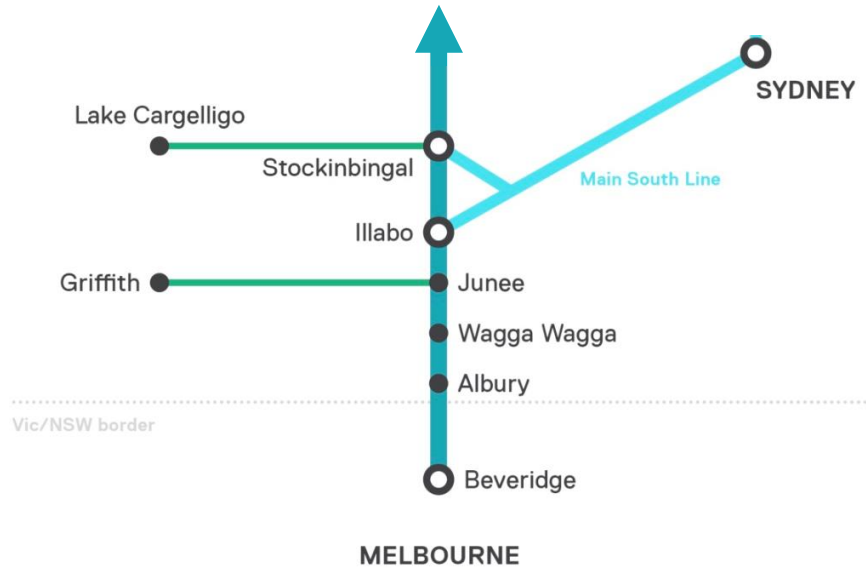 SYDNEY
Lake Cargelligo
Stockinbingal
Main South Line
Illabo
Griffith
Junee
Wagga Wagga
Albury
Vic/NSW border
Beveridge
MELBOURNE